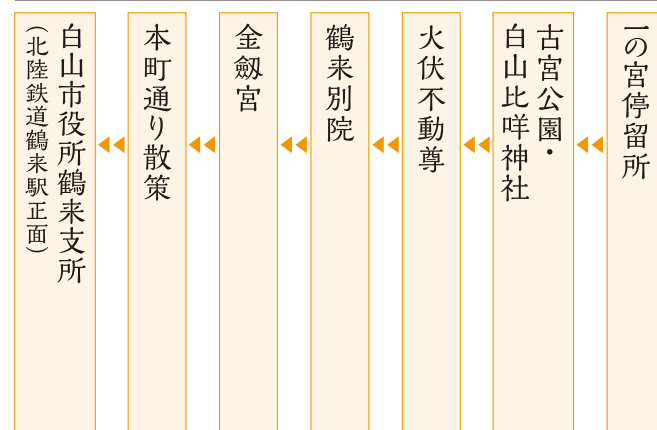 一の宮停留所
古宮公園・
白山比咩神社
火伏不動尊
鶴来別院
金劔宮
本町通り散策
白山市役所鶴来支所
（北陸鉄道鶴来駅正面）